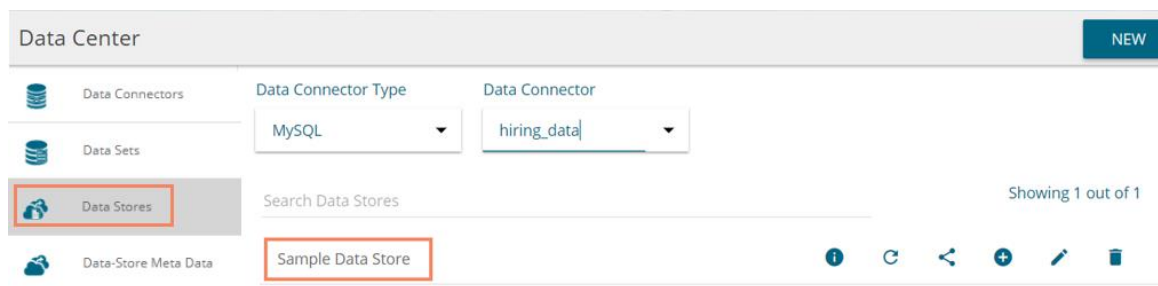 Data Center
NEW
Data Connectors
Data Connector Type
Data Connector
MySQL
hiring_data
Data Sets
Data Stores
Search Data Stores
Showing 1 out of 1
Data-Store Meta Data
Sample Data Store